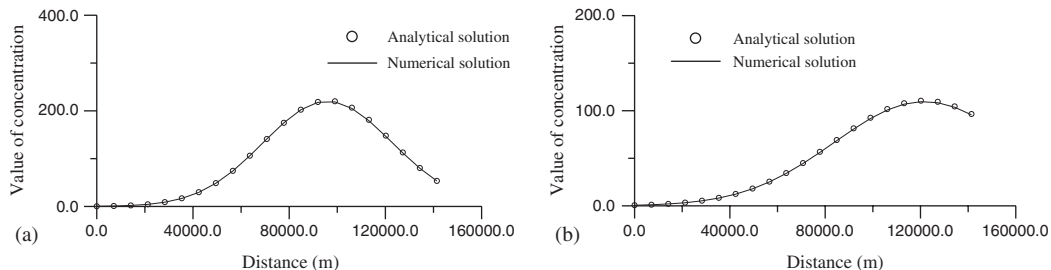 400.0
200.0
0.0
Value of concentration
Analytical solution
Numerical solution
0.0 40000.0 80000.0 120000.0 160000.0
Distance (m)
(a)
200.0
100.0
0.0
Value of concentration
Analytical solution
Numerical solution
0.0 40000.0 80000.0 120000.0 160000.0
Distance (m)
(b)